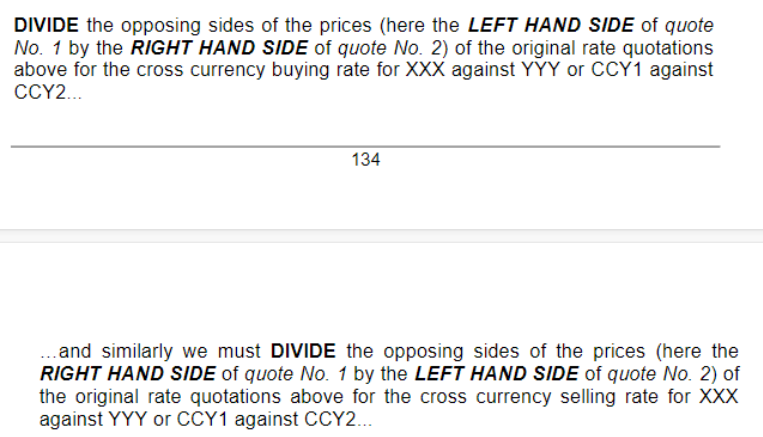 DIVIDE the opposing sides of the prices (here the LEFT HAND SIDE of quote
No. 1 by the RIGHT HAND SIDE of quote No. 2) of the original rate quotations
above for the cross currency buying rate for XXX against YYY or CCY1 against
CCY2...
134
...and similarly we must DIVIDE the opposing sides of the prices (here the
RIGHT HAND SIDE of quote No. 1 by the LEFT HAND SIDE of quote No. 2) of
the original rate quotations above for the cross currency selling rate for XXX
against YYY or CCY1 against CCY2...